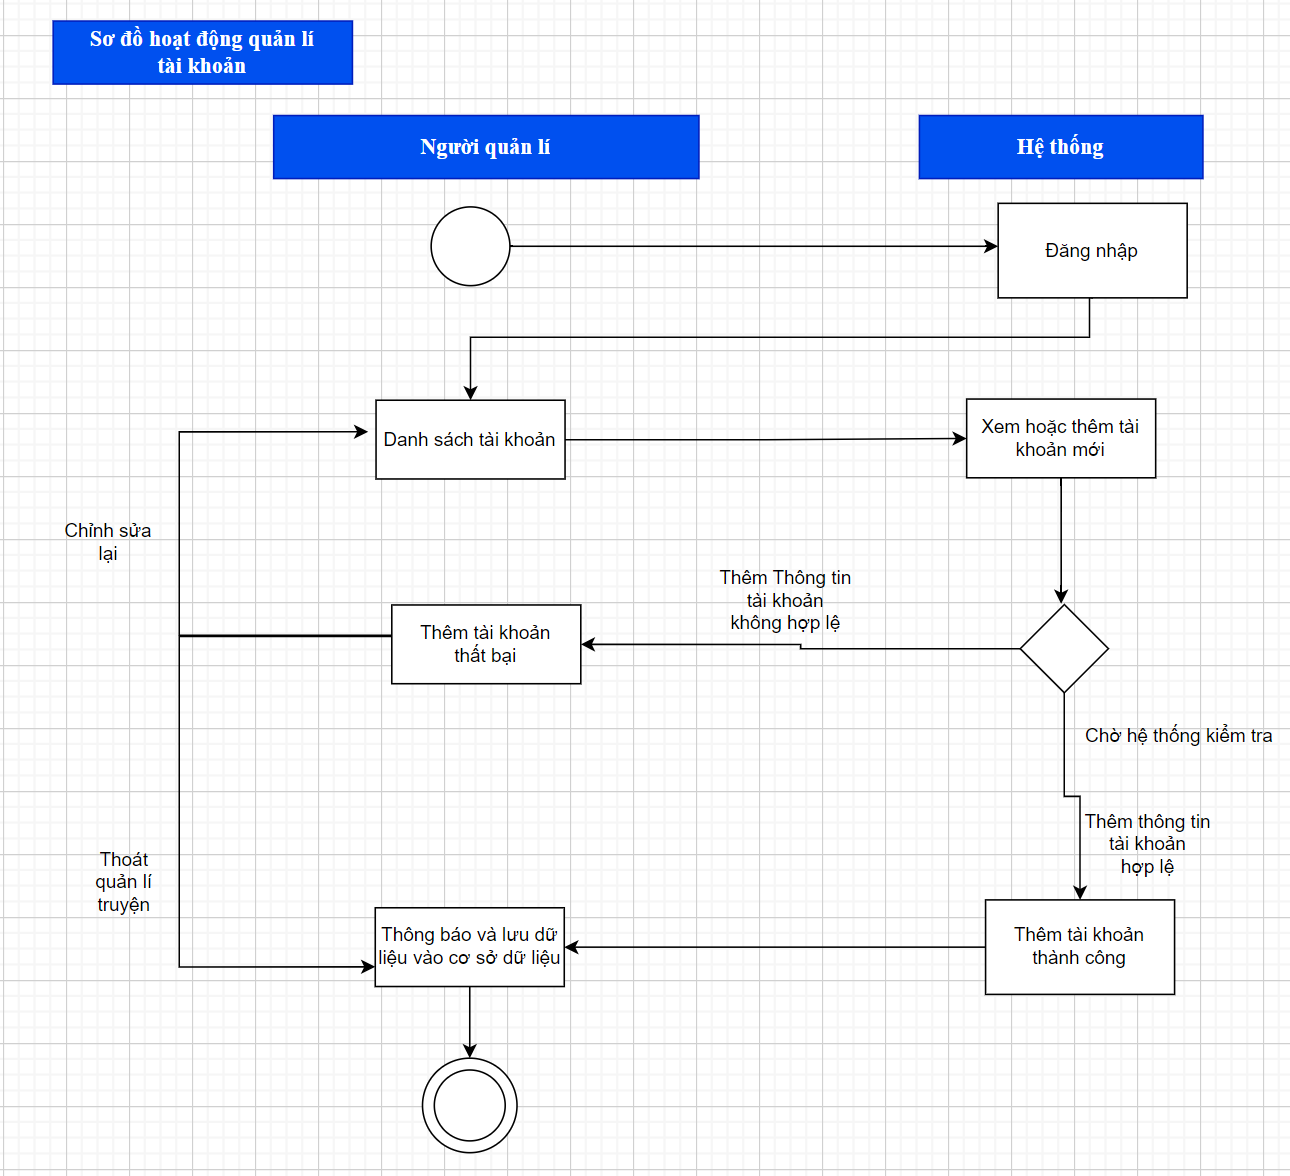 Sơ đồ hoạt động quản lí
tài khoản
Người quản lí
Hệ thống
Đăng nhập
Danh sách tài khoản
Xem hoặc thêm tài
khoản mới
Chỉnh sửa
lại
Thêm Thông tin
tài khoản
không hợp lệ
Thêm tài khoản
thất bại
Chờ hệ thống kiểm tra
Thêm thông tin
tài khoản
hợp lệ
Thoát
quản lí
truyện
Thông báo và lưu dữ
liệu vào cơ sở dữ liệu
Thêm tài khoản
thành công